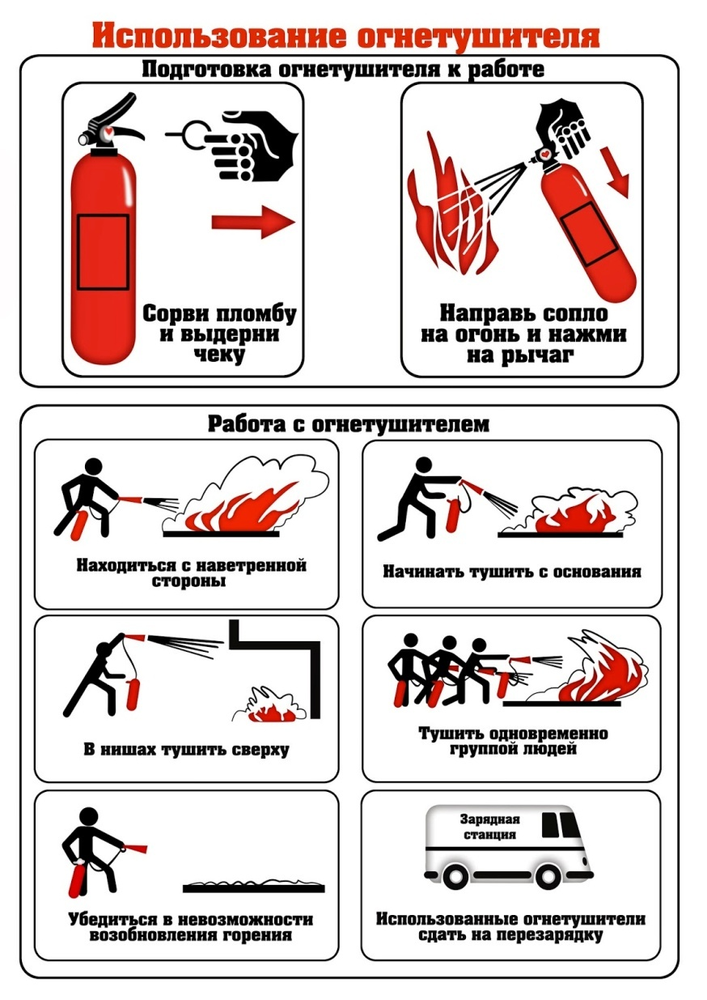 Использование огнетушителя
Подготовка огнетушителя к работе
Сорви пломбу
и выдерни
чеку
Направь сопло
на огонь и нажми
на рычаг
Работа с огнетушителем
Находиться с наветренной
стороны
Начинать тушить с основания
В нишах тушить сверху
Тушить одновременно
группой людей
Убедиться в невозможности
возобновления горения
Зарядная
станция
Использованные огнетушители
сдать на перезарядку